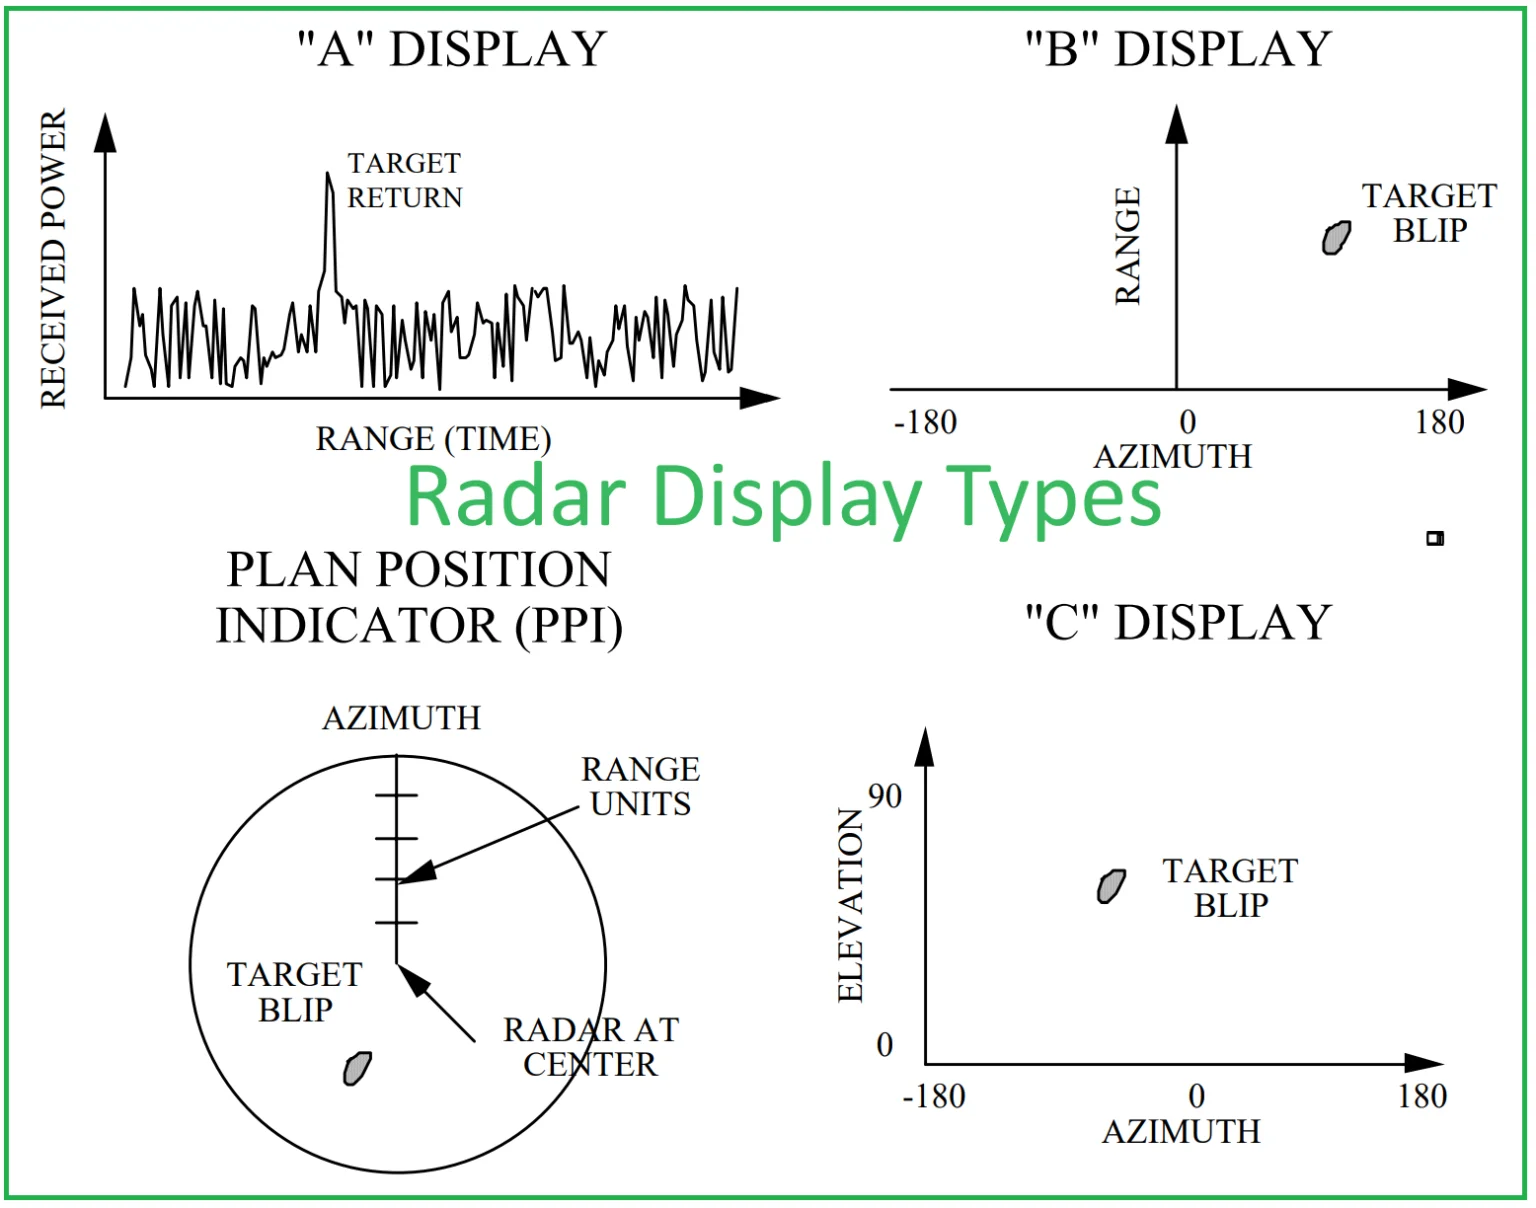 "A" DISPLAY
RECEIVED POWER
TARGET
RETURN
RANGE (TIME)
"B" DISPLAY
RANGE
TARGET
BLIP
-180
0
180
AZIMUTH
Radar Display Types
PLAN POSITION
INDICATOR (PPI)
AZIMUTH
RANGE
UNITS
TARGET
BLIP
RADAR AT
CENTER
"C" DISPLAY
90
ELEVATION
TARGET
BLIP
0
-180
0
180
AZIMUTH